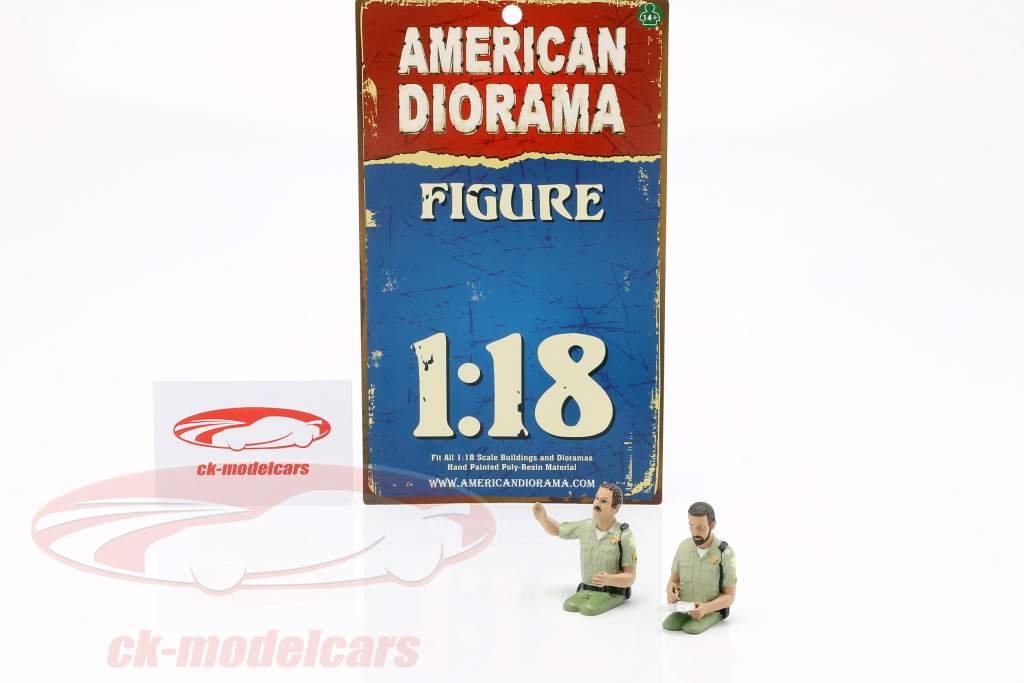 14+
AMERICAN
DIORAMA
FIGURE
1:18
Fit All 1:18 Scale Buildings and Dioramas
Hand Painted Poly-Resin Material
WWW.AMERICANDIORAMA.COM
ck-modelcars
ck-modelcars